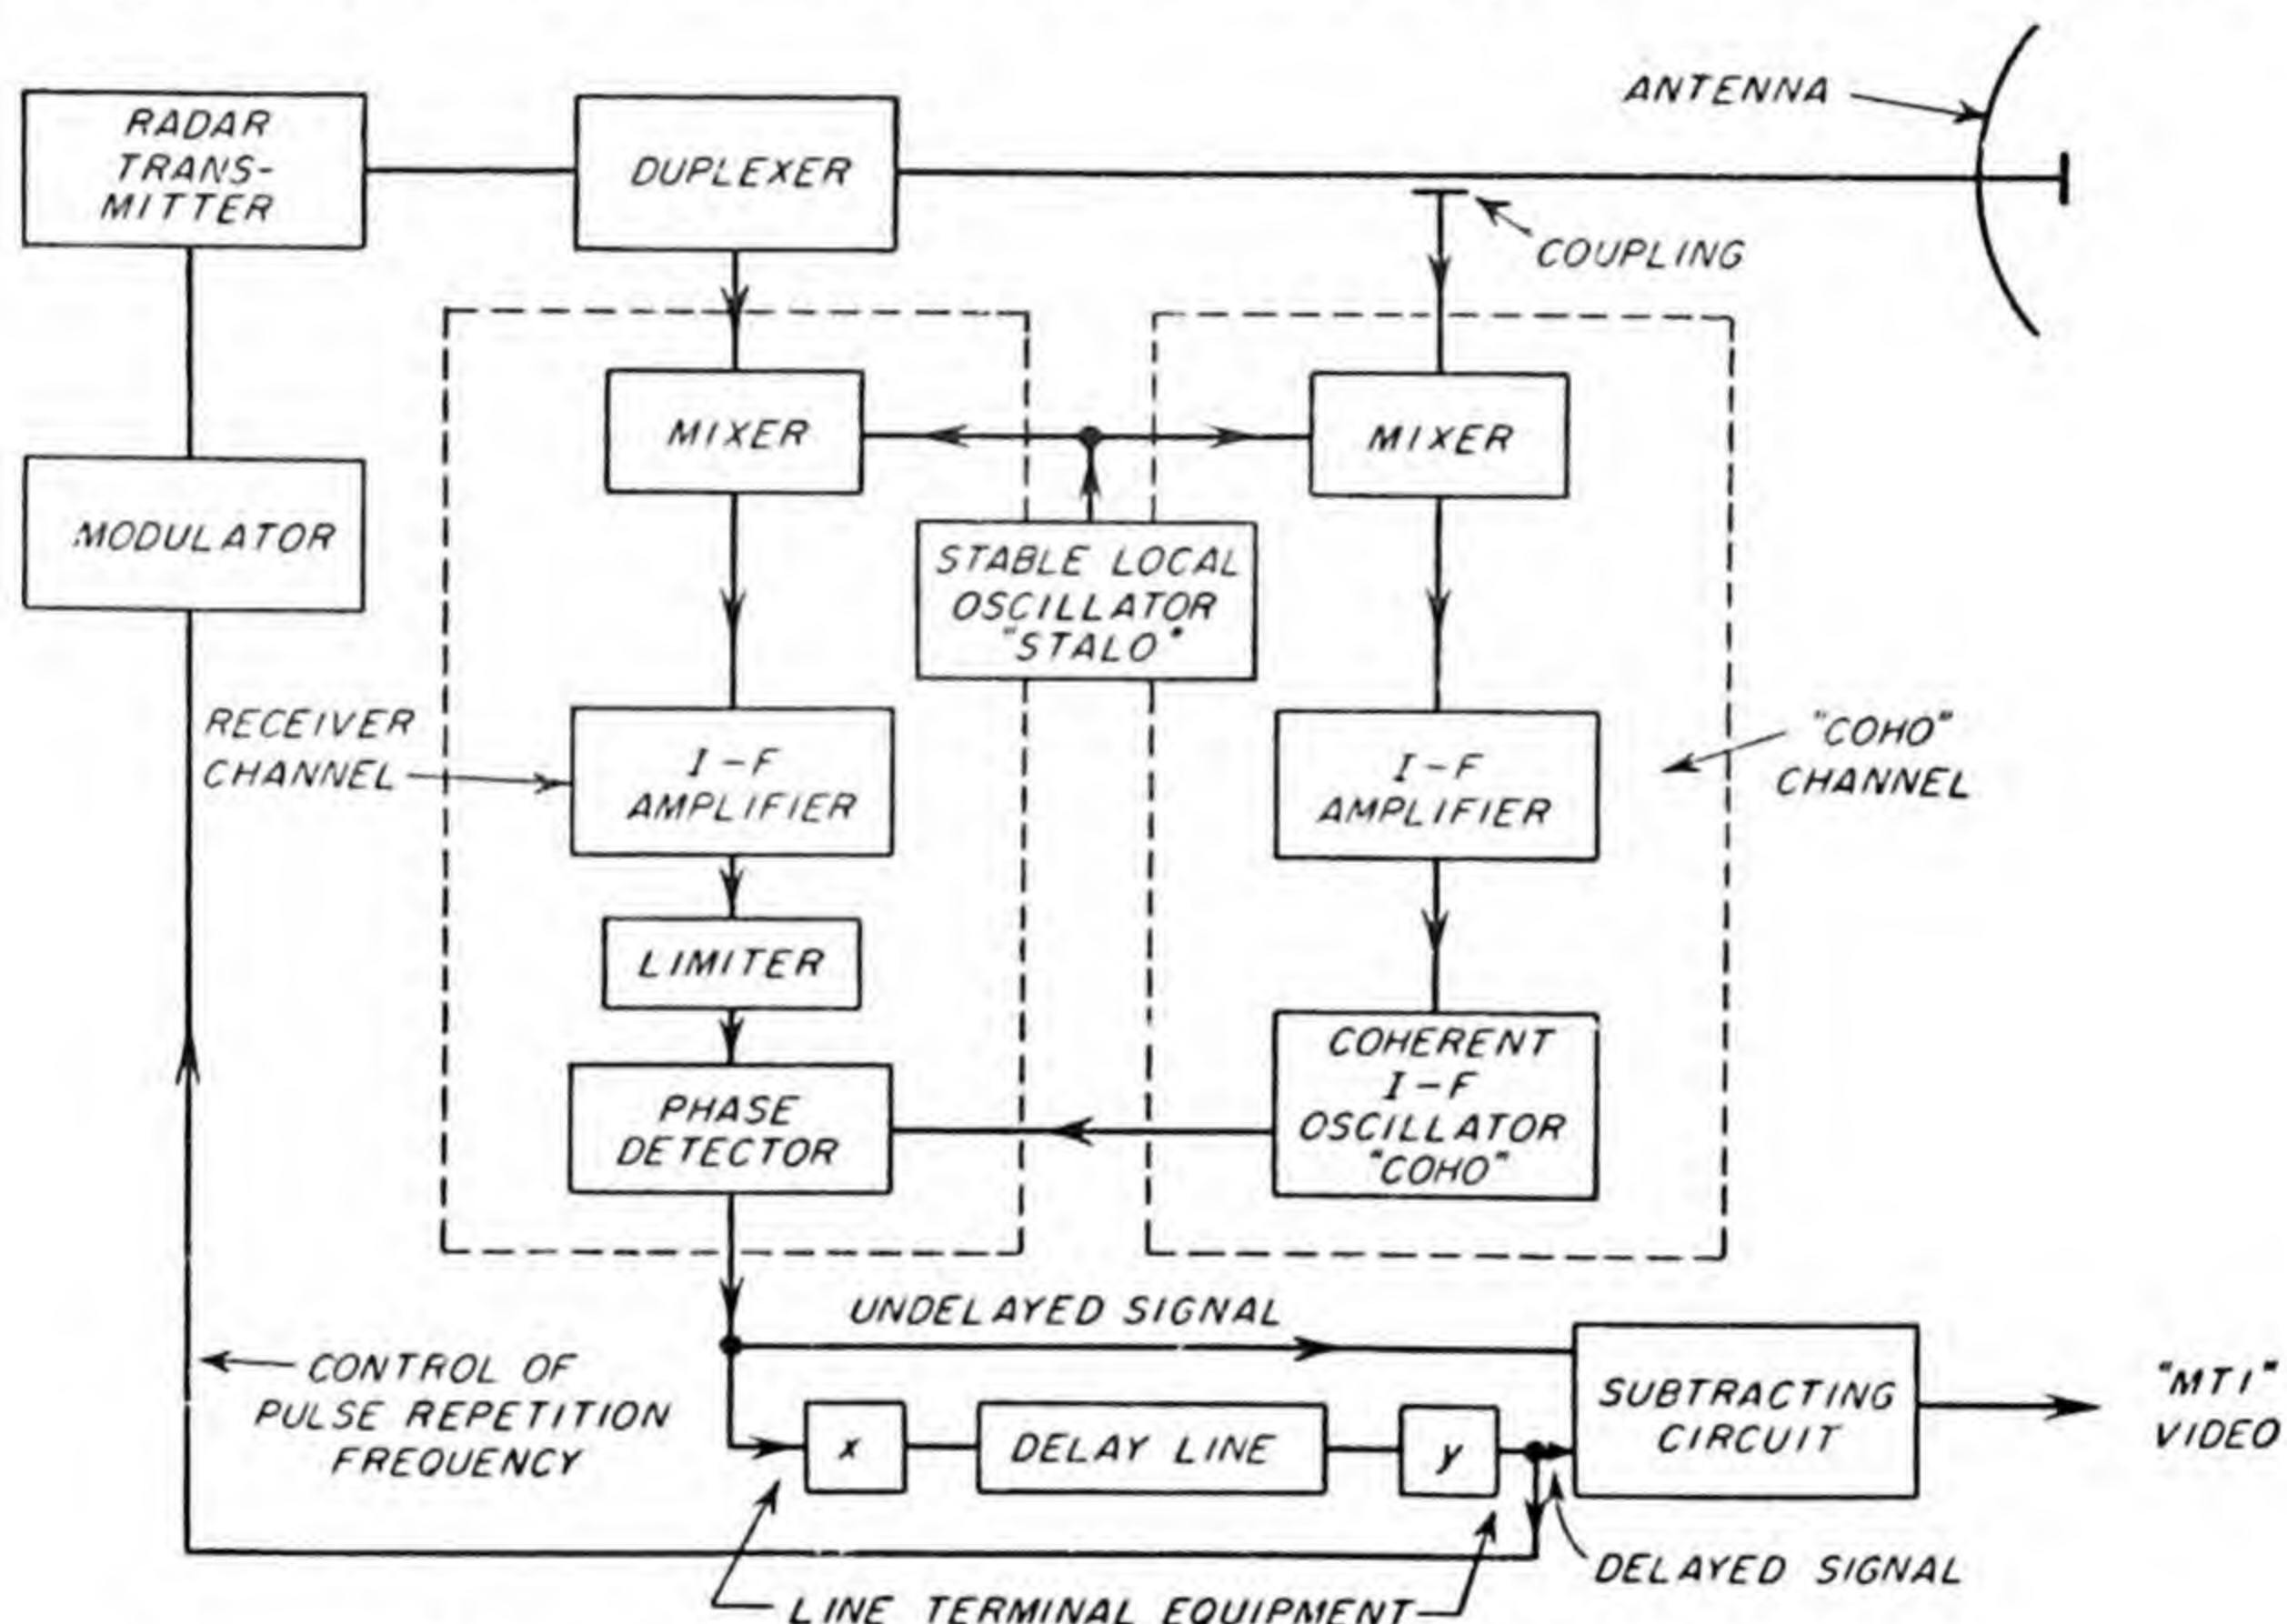 RADAR
TRANS-
MITTER
DUPLEXER
ANTENNA
COUPLING
MIXER
MIXER
MODULATOR
STABLE LOCAL
OSCILLATOR
"STALO"
RECEIVER
CHANNEL
I-F
AMPLIFIER
I-F
AMPLIFIER
"COHO"
CHANNEL
LIMITER
PHASE
DETECTOR
COHERENT
I-F
OSCILLATOR
"COHO"
UNDELAYED SIGNAL
CONTROL OF
PULSE REPETITION
FREQUENCY
x
DELAY LINE
y
SUBTRACTING
CIRCUIT
"MTI"
VIDEO
DELAYED SIGNAL
LINE TERMINAL EQUIPMENT